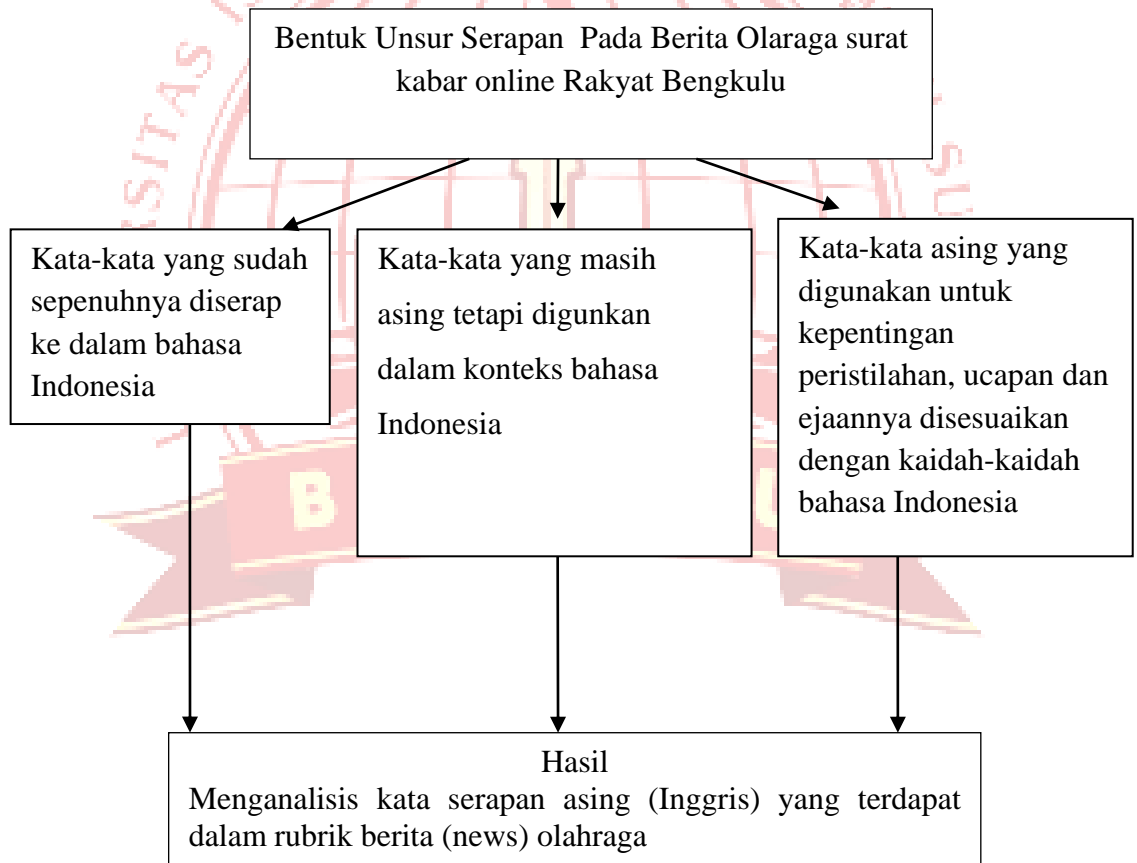 Bentuk Unsur Serapan Pada Berita Olaraga surat
kabar online Rakyat Bengkulu
Kata-kata yang sudah
sepenuhnya diserap
ke dalam bahasa
Indonesia
Kata-kata yang masih
asing tetapi digunkan
dalam konteks bahasa
Indonesia
Kata-kata asing yang
digunakan untuk
kepentingan
peristilahan, ucapan dan
ejaannya disesuaikan
dengan kaidah-kaidah
bahasa Indonesia
Hasil
Menganalisis kata serapan asing (Inggris) yang terdapat
dalam rubrik berita (news) olahraga